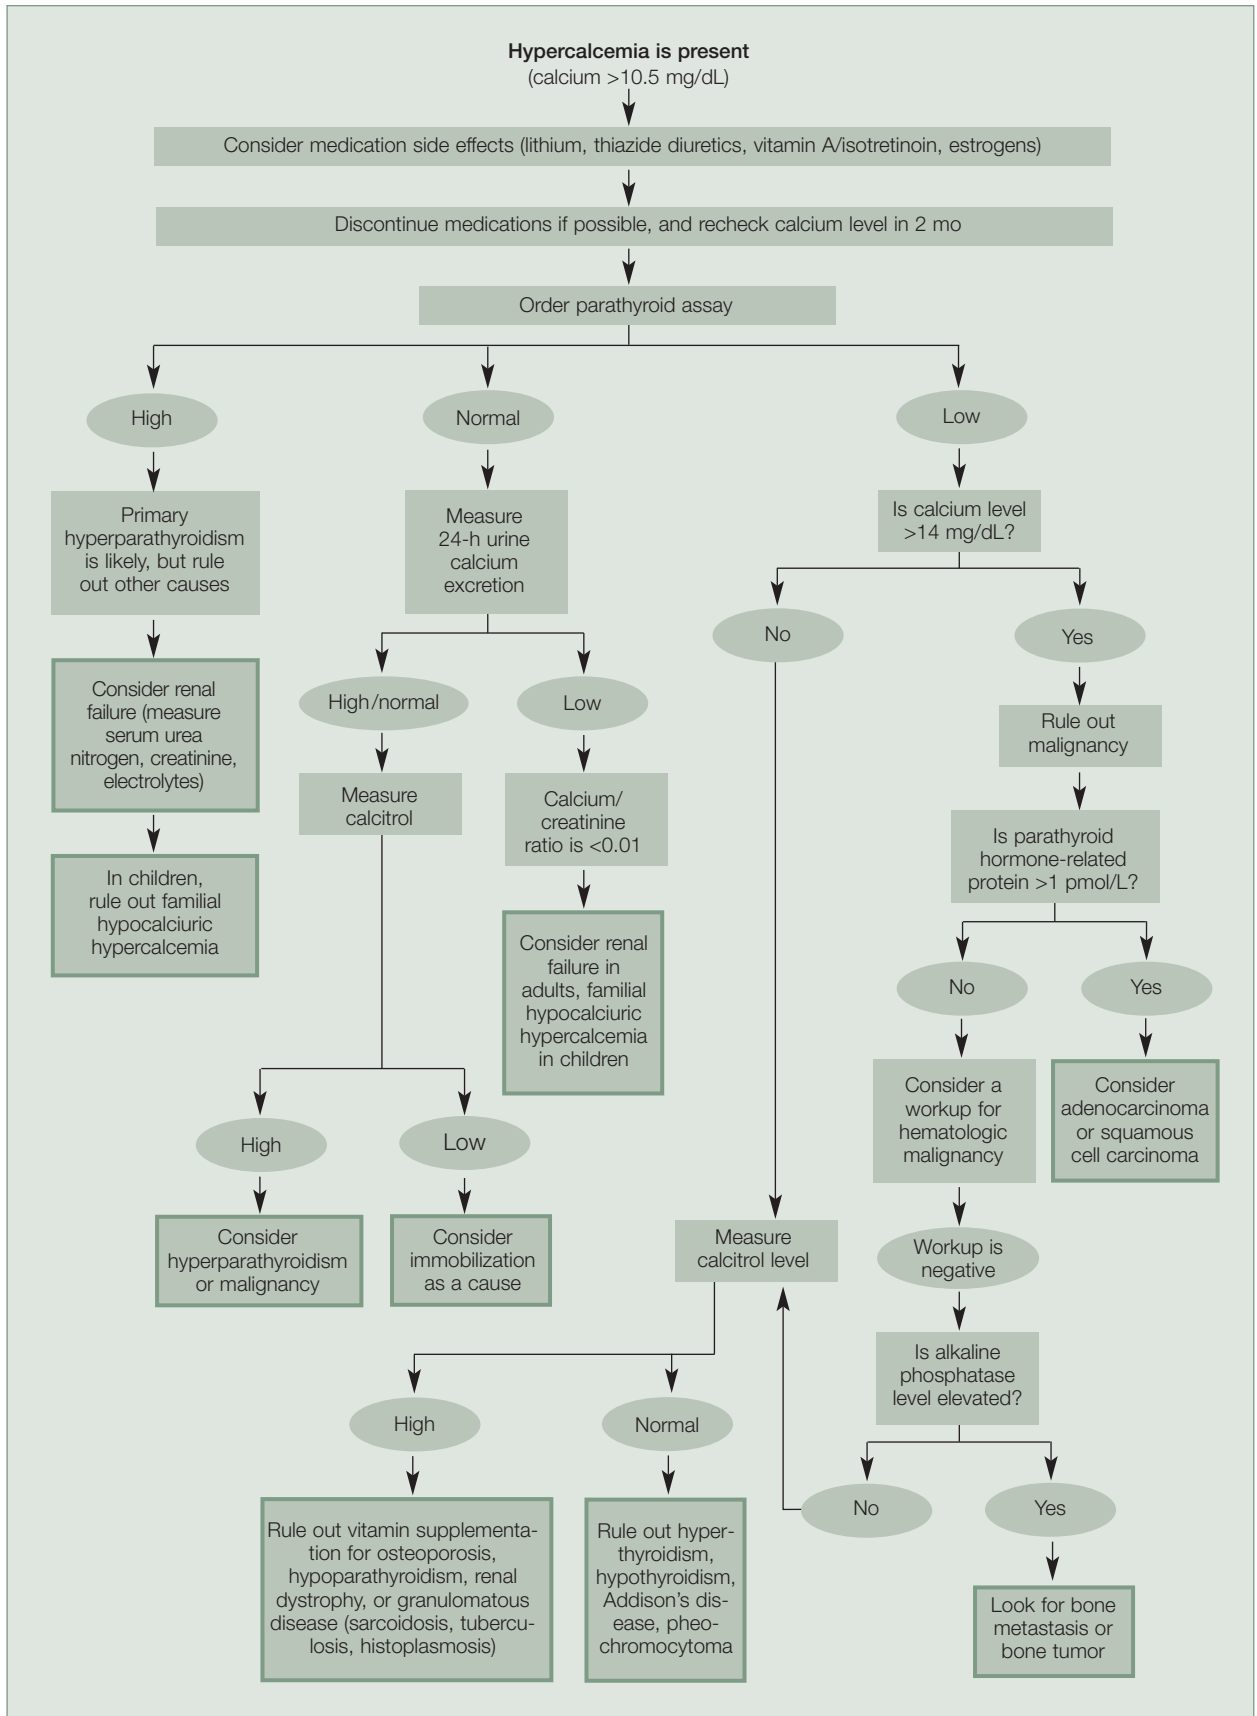 Hypercalcemia is present
(calcium >10.5 mg/dL)
Consider medication side effects (lithium, thiazide diuretics, vitamin A/isotretinoin, estrogens)
Discontinue medications if possible, and recheck calcium level in 2 mo
Order parathyroid assay
High
Normal
Low
Primary
hyperparathyroidism
is likely, but rule
out other causes
Measure
24-h urine
calcium
excretion
Is calcium level
>14 mg/dL?
No
Yes
Consider renal
failure (measure
serum urea
nitrogen, creatinine,
electrolytes)
High/normal
Low
Rule out
malignancy
Measure
calcitrol
Calcium/
creatinine
ratio is <0.01
Is parathyroid
hormone-related
protein >1 pmol/L?
In children,
rule out familial
hypocalciuric
hypercalcemia
Consider renal
failure in
adults, familial
hypocalciuric
hypercalcemia
in children
No
Yes
Consider a
workup for
hematologic
malignancy
Consider
adenocarcinoma
or squamous
cell carcinoma
High
Low
Consider
hyperparathyroidism
or malignancy
Consider
immobilization
as a cause
Measure
calcitrol level
Workup is
negative
Is alkaline
phosphatase
level elevated?
High
Normal
No
Yes
Rule out vitamin supplementa-
tion for osteoporosis,
hypoparathyroidism, renal
dystrophy, or granulomatous
disease (sarcoidosis, tubercu-
losis, histoplasmosis)
Rule out hyper-
thyroidism,
hypothyroidism,
Addison's dis-
ease, pheo-
chromocytoma
Look for bone
metastasis or
bone tumor